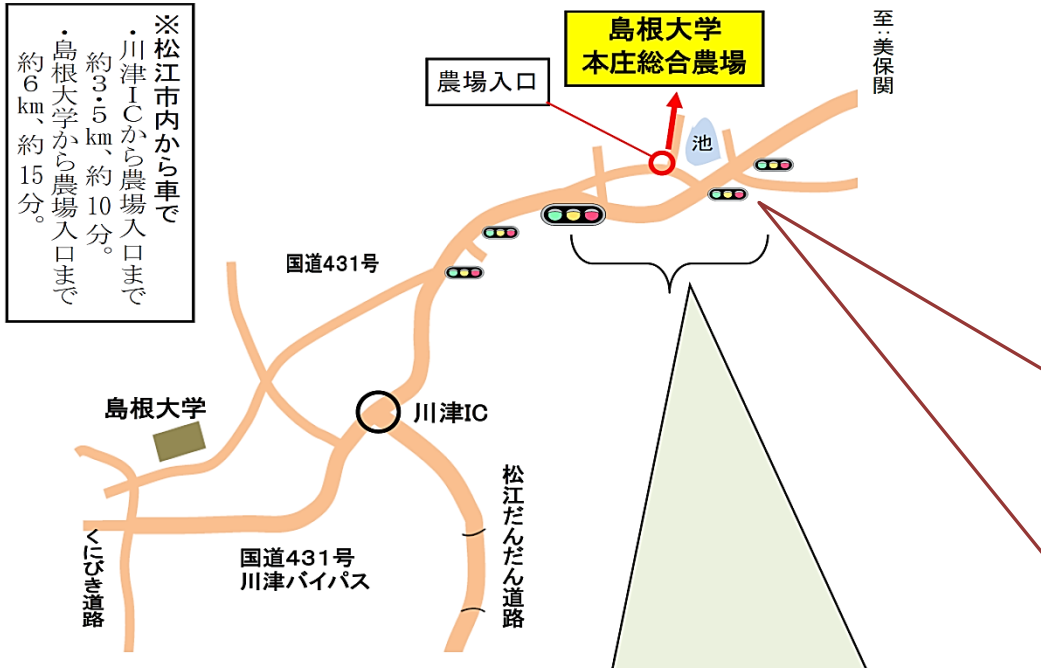 ※松江市内から車で
・川津ICから農場入口まで
約3.5km、約10分。
・島根大学から農場入口まで
約6km、約15分。
島根大学
本庄総合農場
農場入口
至:美保関
池
国道431号
島根大学
川津IC
国道431号
川津バイパス
くにびき道路
松江だんだん道路